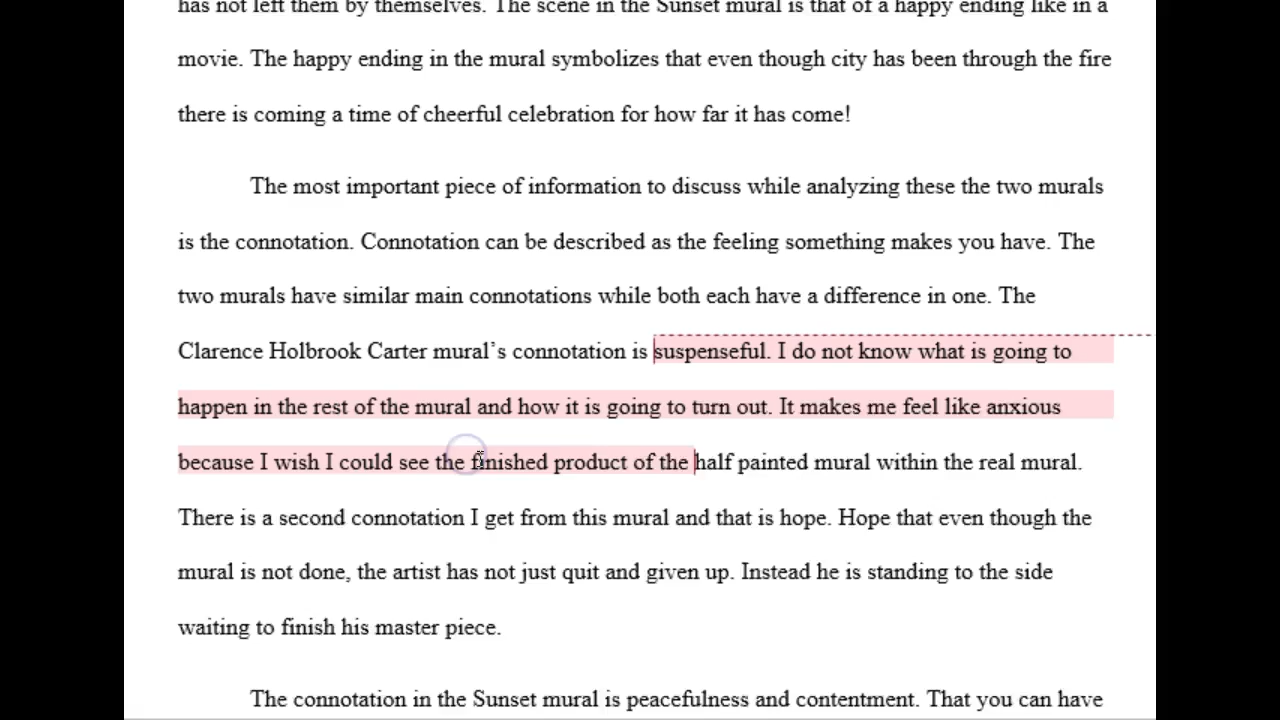 has not left them by themselves. The scene in the Sunset mural is that of a happy ending like in a
movie. The happy ending in the mural symbolizes that even though city has been through the fire
there is coming a time of cheerful celebration for how far it has come!
The most important piece of information to discuss while analyzing these the two murals
is the connotation. Connotation can be described as the feeling something makes you have. The
two murals have similar main connotations while both each have a difference in one. The
Clarence Holbrook Carter mural’s connotation is suspenseful. I do not know what is going to
happen in the rest of the mural and how it is going to turn out. It makes me feel like anxious
because I wish I could see the finished product of the half painted mural within the real mural.
There is a second connotation I get from this mural and that is hope. Hope that even though the
mural is not done, the artist has not just quit and given up. Instead he is standing to the side
waiting to finish his master piece.
The connotation in the Sunset mural is peacefulness and contentment. That you can have